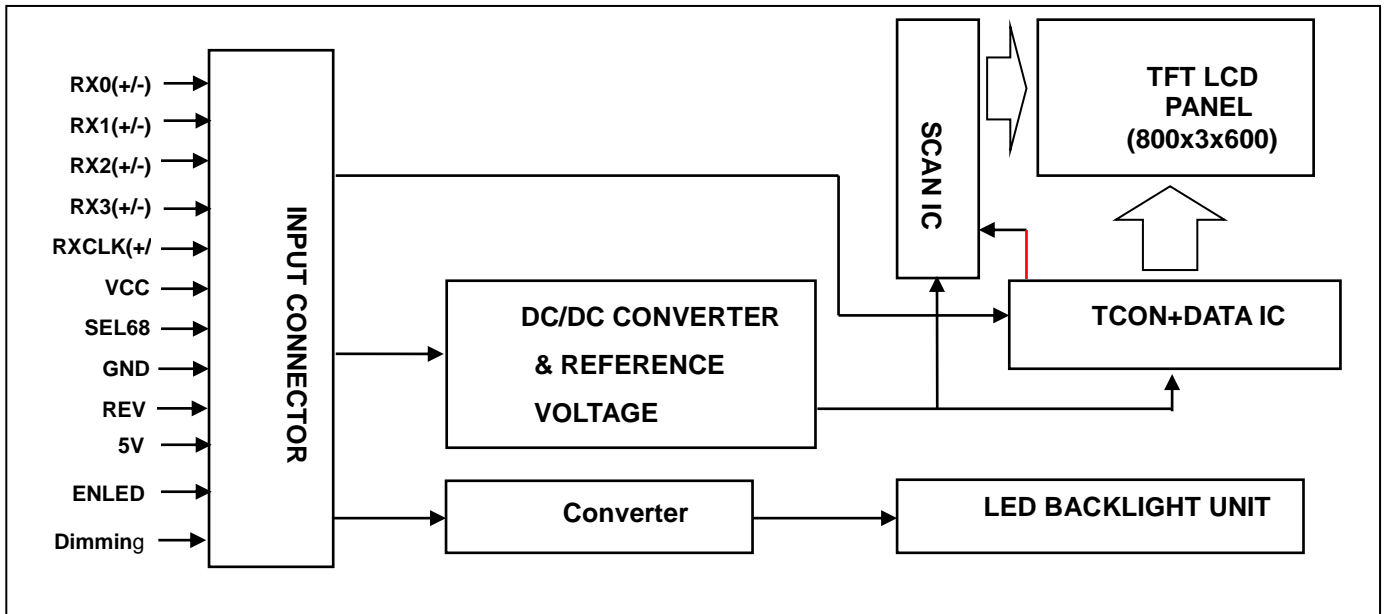 RX0(+/-)
RX1(+/-)
RX2(+/-)
RX3(+/-)
RXCLK(+/
VCC
SEL68
GND
REV
5V
ENLED
Dimming
INPUT CONNECTOR
SCAN IC
TFT LCD
PANEL
(800x3x600)
DC/DC CONVERTER
& REFERENCE
VOLTAGE
TCON+DATA IC
Converter
LED BACKLIGHT UNIT